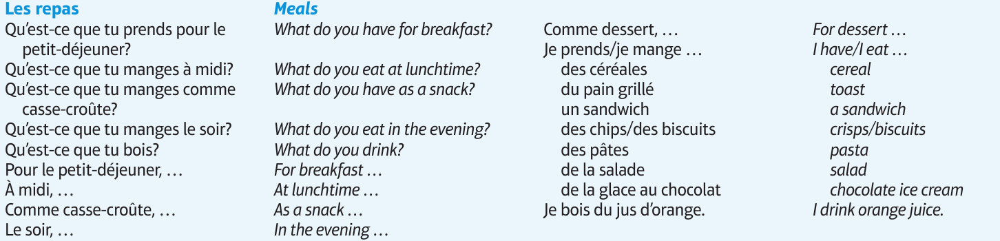 Les repas
Qu'est-ce que tu prends pour le
petit-déjeuner?
Qu'est-ce que tu manges à midi?
Qu'est-ce que tu manges comme
casse-croûte?
Qu'est-ce que tu manges le soir?
Qu'est-ce que tu bois?
Pour le petit-déjeuner, …
À midi, …
Comme casse-croûte, …
Le soir, …
Meals
What do you have for breakfast?
What do you eat at lunchtime?
What do you have as a snack?
What do you eat in the evening?
What do you drink?
For breakfast …
At lunchtime …
As a snack …
In the evening …
Comme dessert, …
Je prends/je mange …
des céréales
du pain grillé
un sandwich
des chips/des biscuits
des pâtes
de la salade
de la glace au chocolat
Je bois du jus d'orange.
For dessert …
I have/I eat …
cereal
toast
a sandwich
crisps/biscuits
pasta
salad
chocolate ice cream
I drink orange juice.